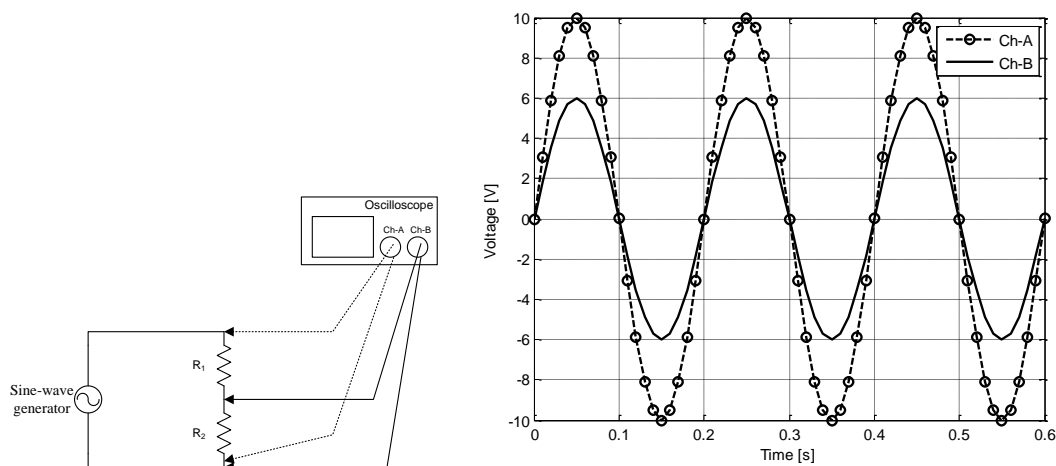 Oscilloscope
Ch-A Ch-B
R1
Sine-wave
generator
R2
10
8
6
4
2
0
-2
-4
-6
-8
-10
Voltage [V]
Ch-A
Ch-B
0 0.1 0.2 0.3 0.4 0.5 0.6
Time [s]